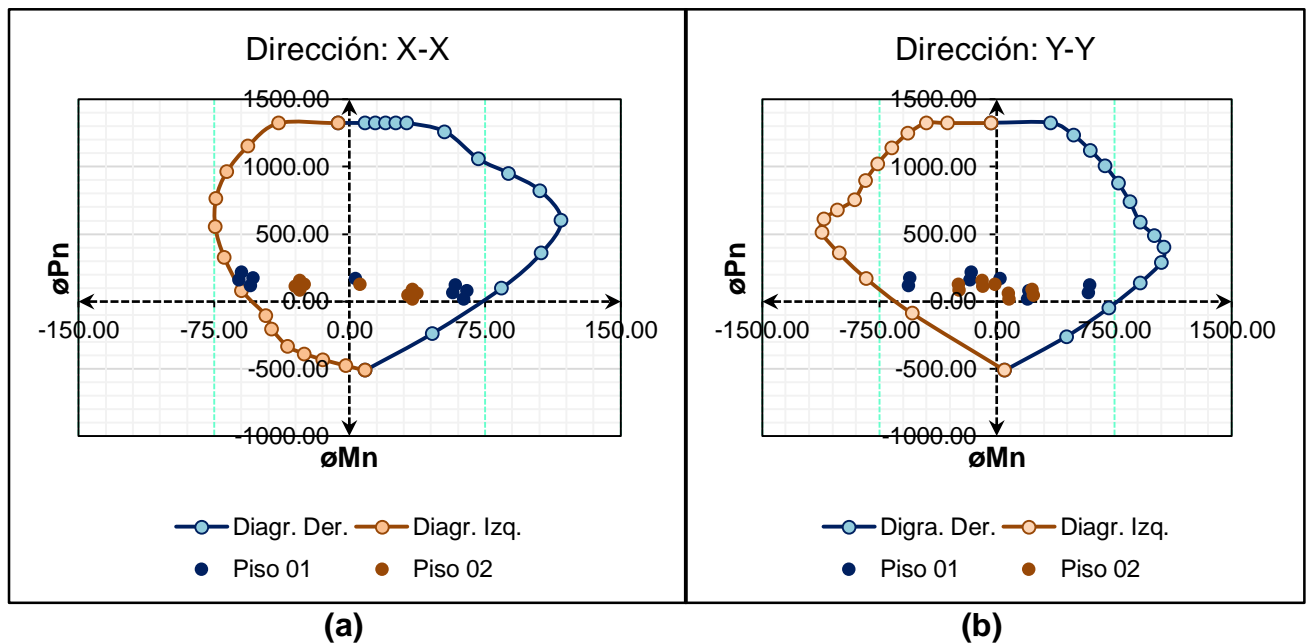 Dirección: X-X
1500.00
1000.00
500.00
0.00
-150.00 -75.00 0.00 75.00 150.00
-500.00
-1000.00
øPn
øMn
Diagr. Der. Diagr. Izq.
Piso 01 Piso 02
(a)
Dirección: Y-Y
1500.00
1000.00
500.00
0.00
-1500.00 -750.00 0.00 750.00 1500.00
-500.00
-1000.00
øPn
øMn
Digra. Der. Diagr. Izq.
Piso 01 Piso 02
(b)